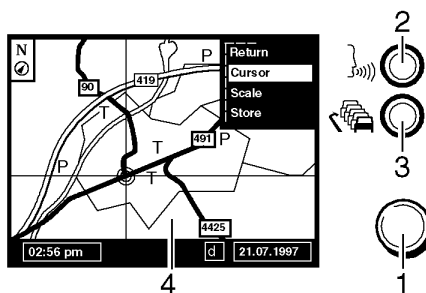 N
P
Return
Cursor
Scale
Store
2
419
90
T
3
T
491
P
P
T
4425
02:56 pm
d
21.07.1997
4
1